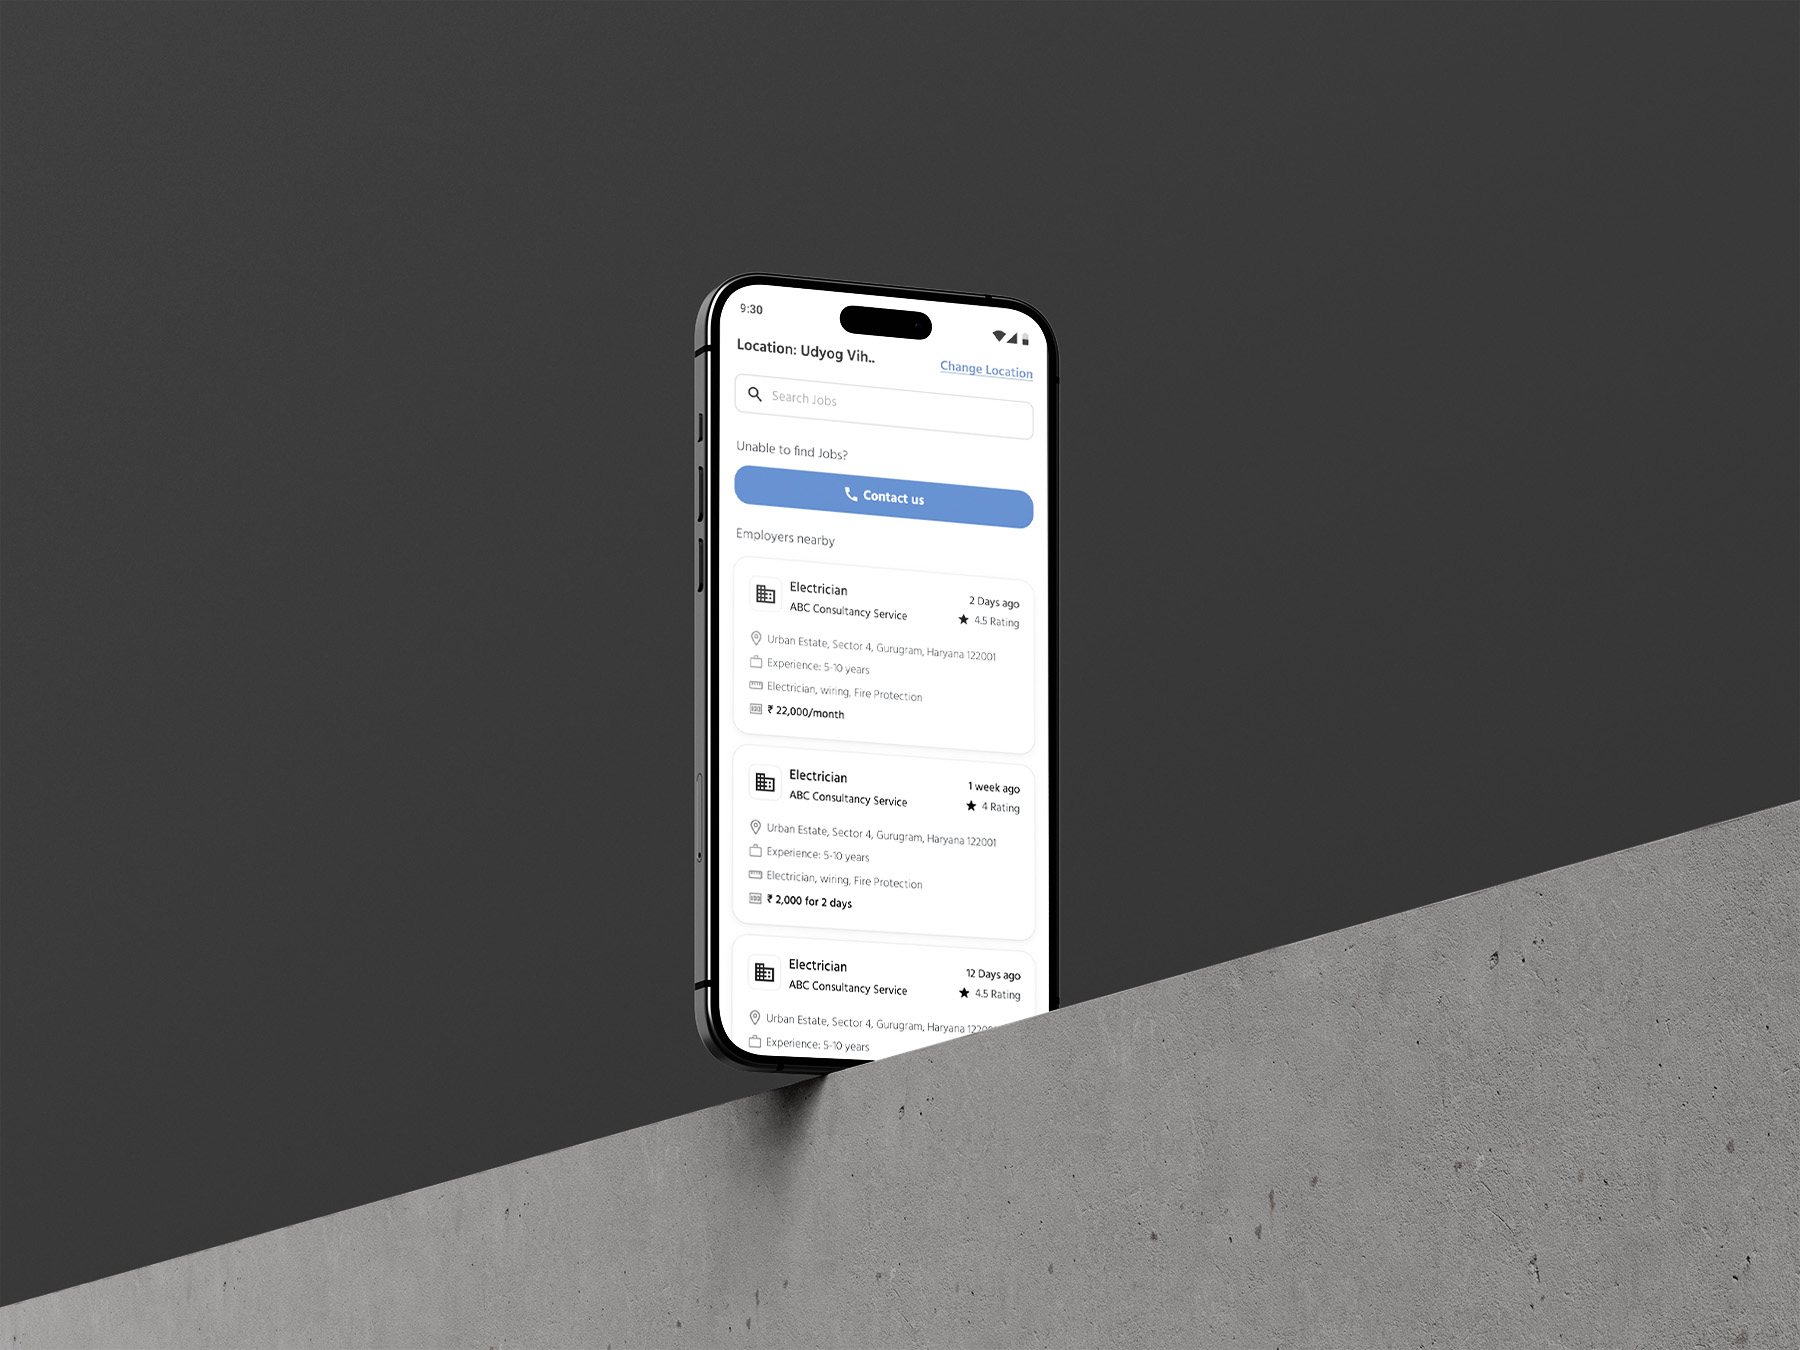 9:30
Location: Udyog Vih..
Change Location
Search Jobs
Unable to find Jobs?
Contact us
Employers nearby
Electrician
2 Days ago
ABC Consultancy Service
4.5 Rating
Urban Estate, Sector 4, Gurugram, Haryana 122001
Experience: 5-10 years
Electrician, wiring, Fire Protection
₹ 22,000/month
Electrician
1 week ago
ABC Consultancy Service
4 Rating
Urban Estate, Sector 4, Gurugram, Haryana 122001
Experience: 5-10 years
Electrician, wiring, Fire Protection
₹ 2,000 for 2 days
Electrician
12 Days ago
ABC Consultancy Service
4.5 Rating
Urban Estate, Sector 4, Gurugram, Haryana
Experience: 5-10 years